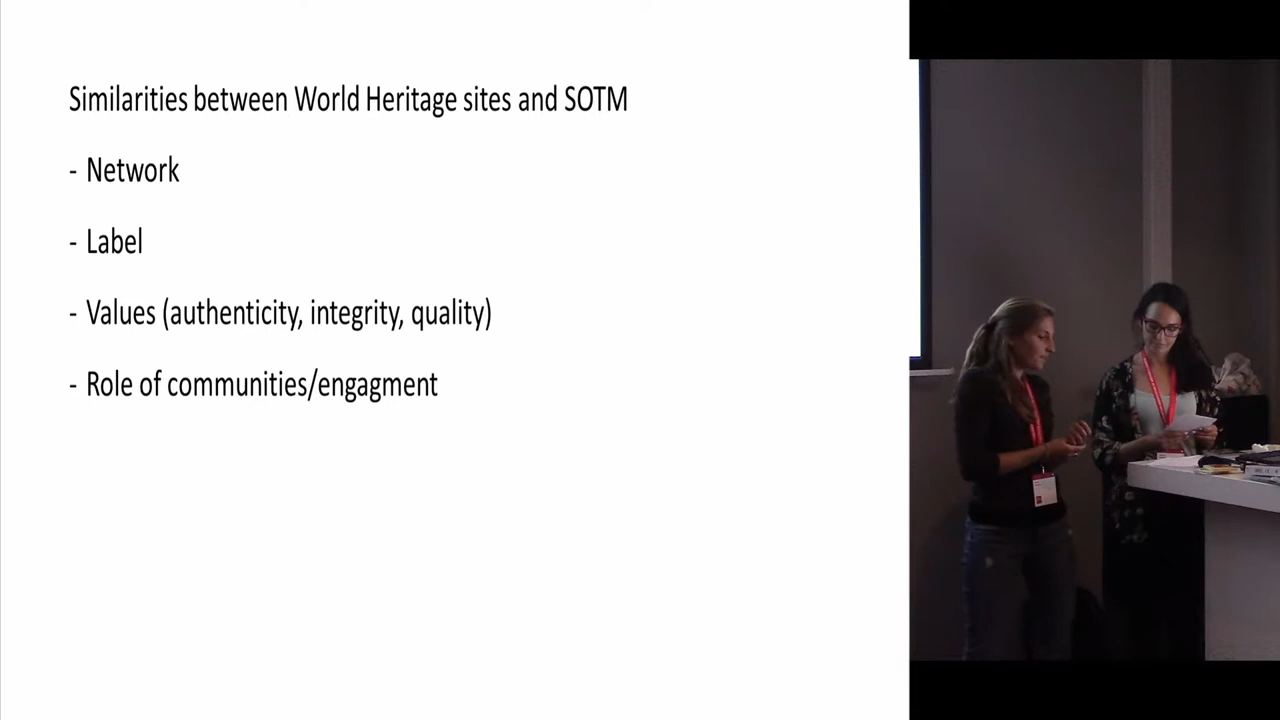 Similarities between World Heritage sites and SOTM
- Network
- Label
- Values (authenticity, integrity, quality)
- Role of communities/engagment